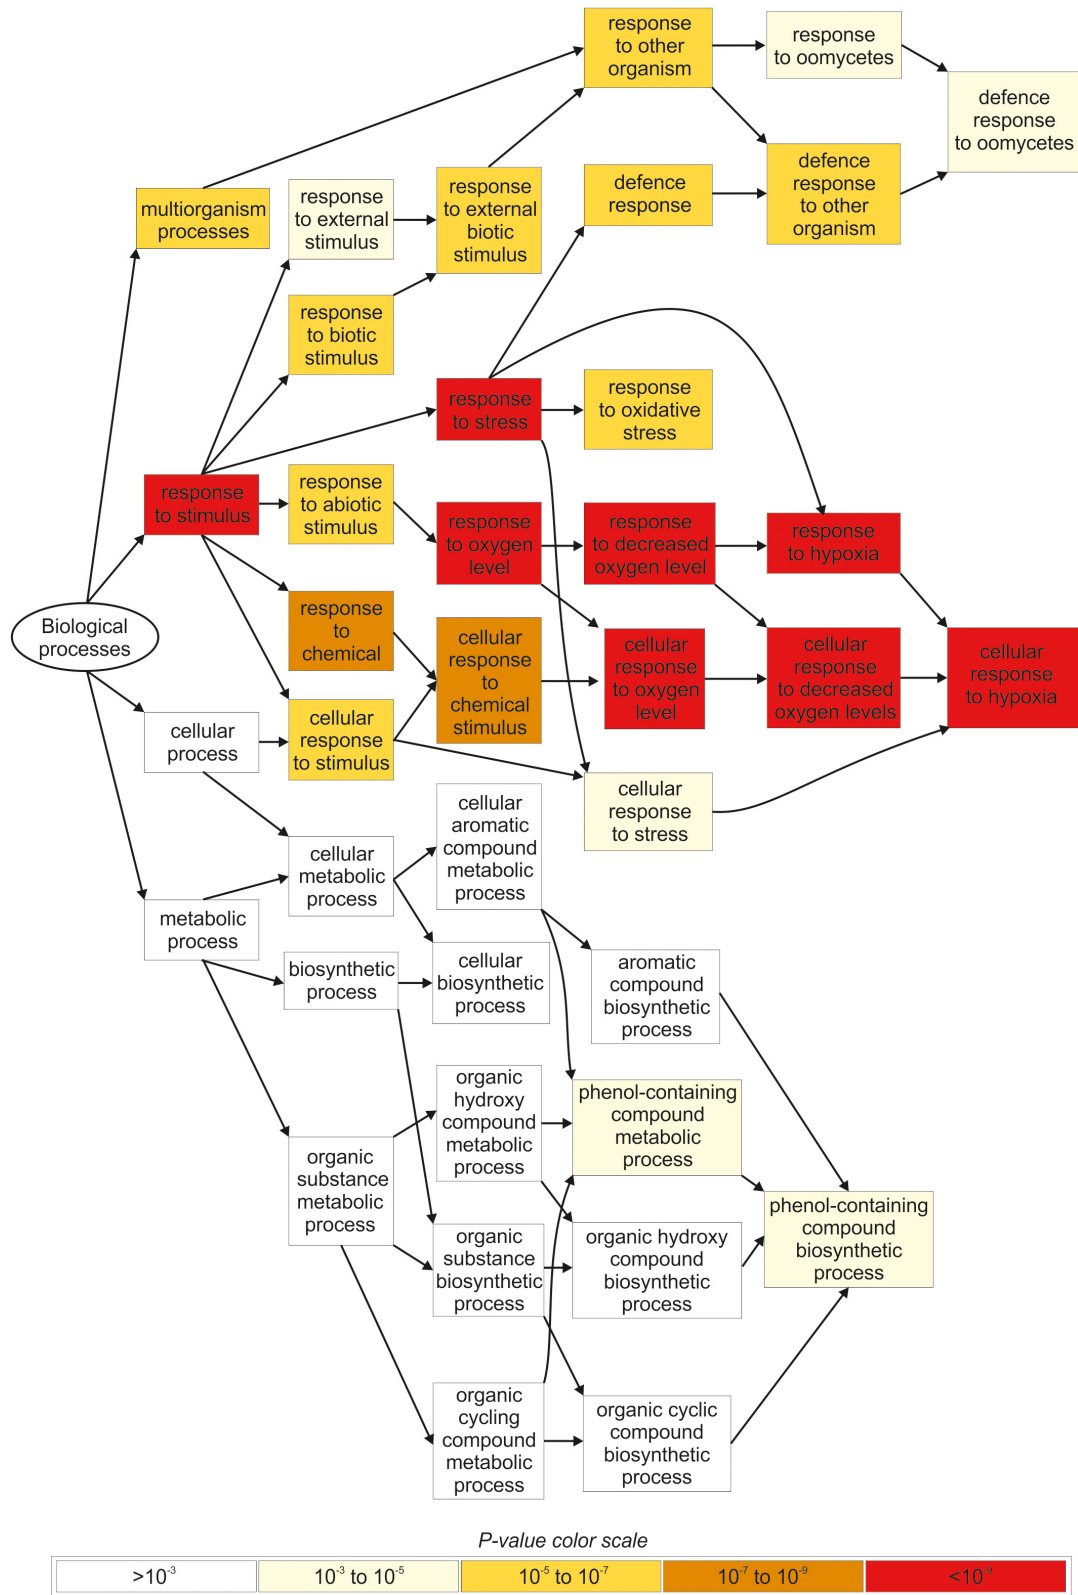 response
to other
organism
response
to oomycetes
defence
response
to oomycetes
multiorganism
processes
response
to external
stimulus
response
to external
biotic
stimulus
defence
response
defence
response
to other
organism
response
to biotic
stimulus
response
to stress
response
to oxidative
stress
response
to stimulus
response
to abiotic
stimulus
response
to oxygen
level
response
to decreased
oxygen level
response
to hypoxia
Biological
processes
response
to
chemical
cellular
response
to
chemical
stimulus
cellular
response
to oxygen
level
cellular
response
to decreased
oxygen levels
cellular
response
to hypoxia
cellular
process
cellular
response
to stimulus
cellular
response
to stress
cellular
aromatic
compound
metabolic
process
cellular
metabolic
process
metabolic
process
biosynthetic
process
cellular
biosynthetic
process
aromatic
compound
biosynthetic
process
organic
hydroxy
compound
metabolic
process
phenol-containing
compound
metabolic
process
organic
substance
metabolic
process
phenol-containing
compound
biosynthetic
process
organic
substance
biosynthetic
process
organic hydroxy
compound
biosynthetic
process
organic
cycling
compound
metabolic
process
organic cyclic
compound
biosynthetic
process
P-value color scale
>10⁻³
10⁻³ to 10⁻⁵
10⁻⁵ to 10⁻⁷
10⁻⁷ to 10⁻⁹
<10⁻⁹